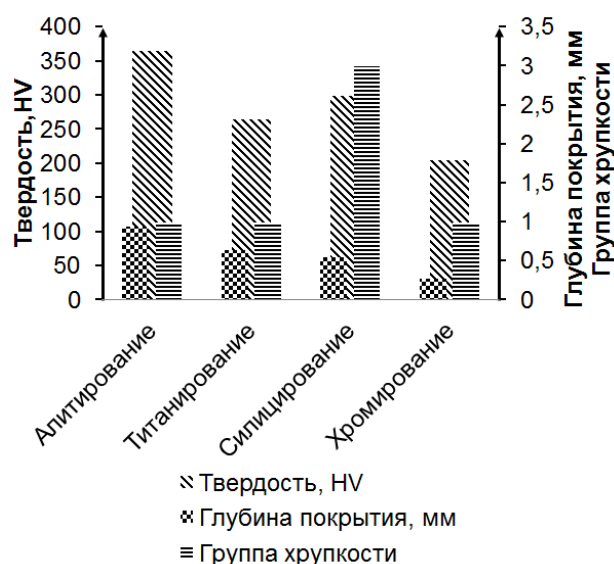 Твердость,HV
400
350
300
250
200
150
100
50
0
3,5
3
2,5
2
1,5
1
0,5
0
Глубина покрытия, мм
Группа хрупкости
Алитирование
Титанирование
Силицирование
Хромирование
Твердость, HV
Глубина покрытия, мм
Группа хрупкости